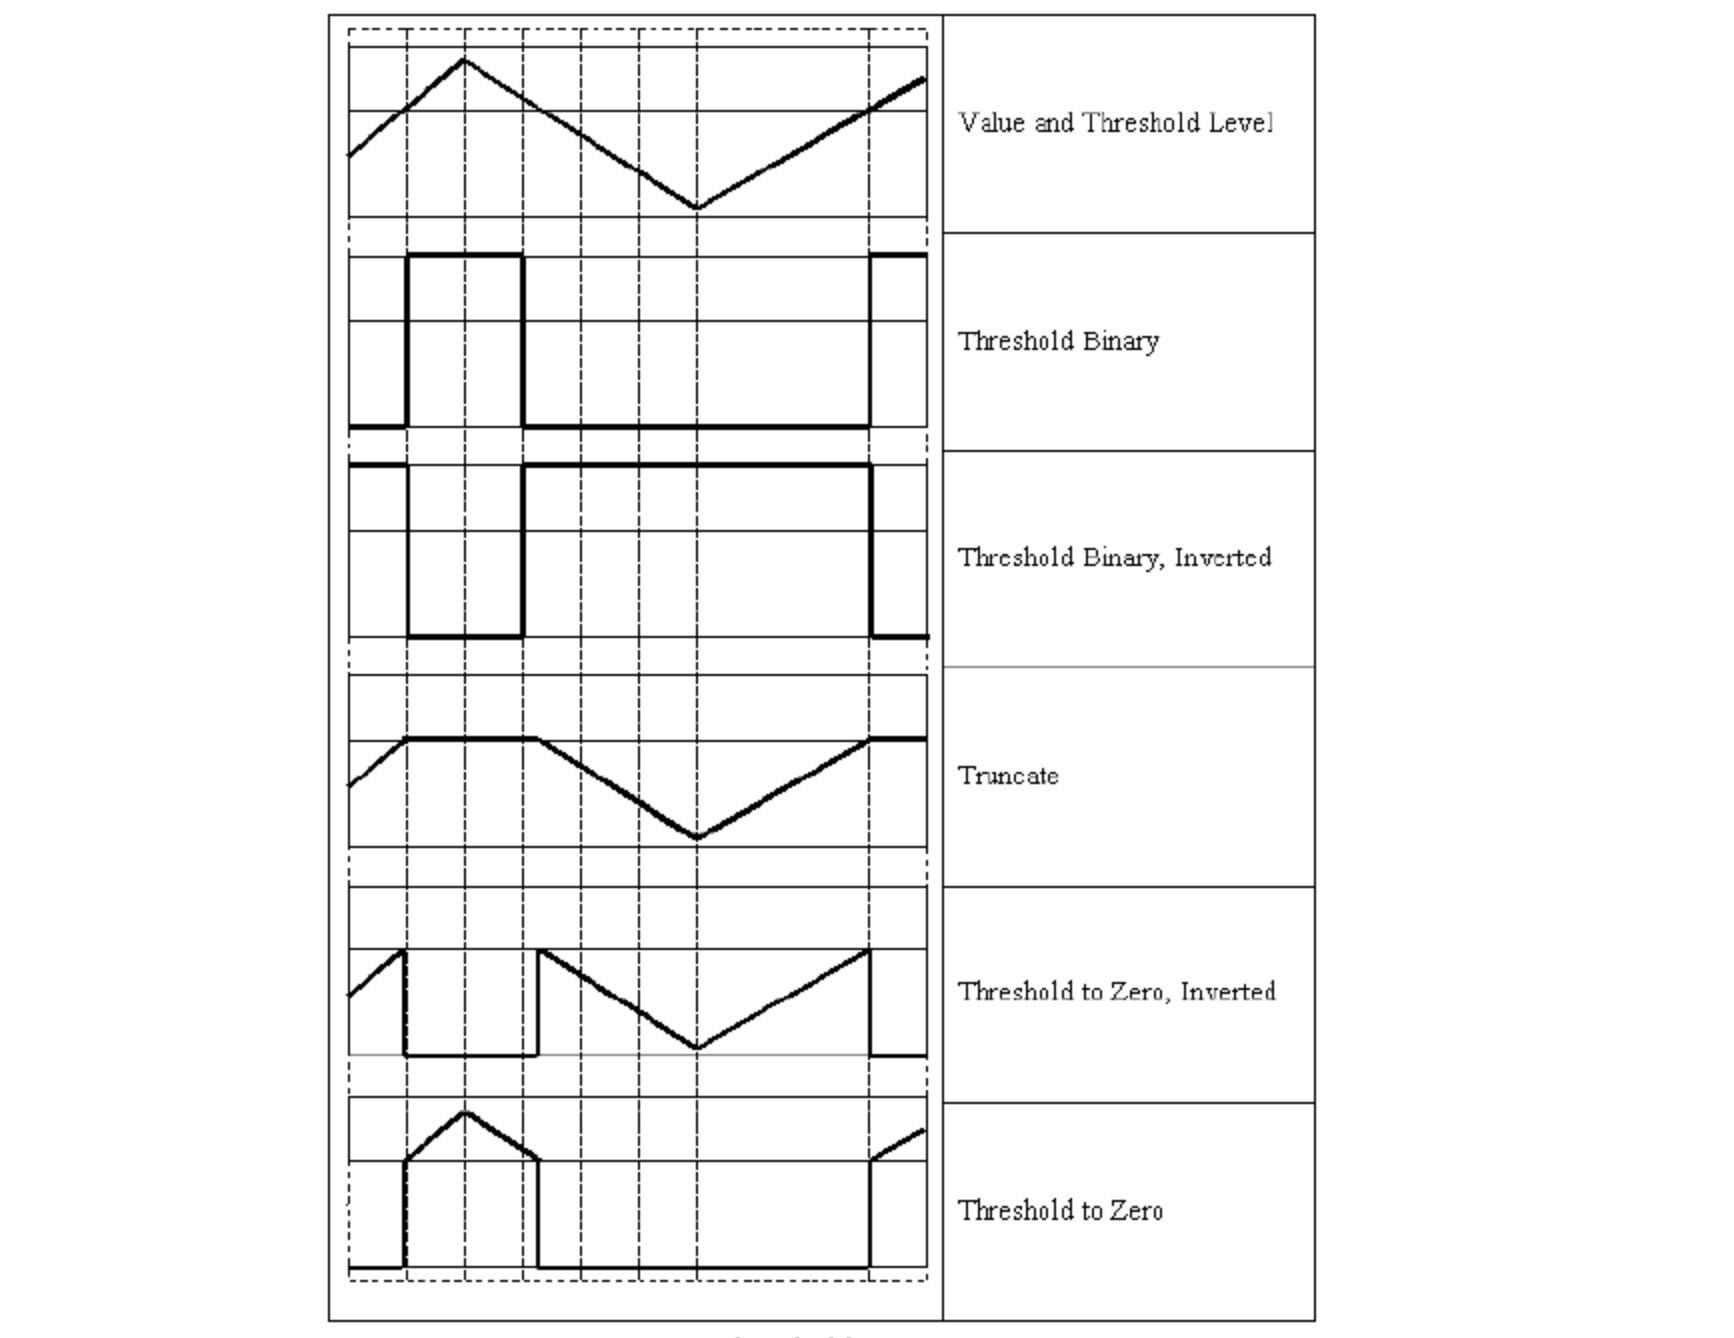 Value and Threshold Level
Threshold Binary
Threshold Binary, Inverted
Truncate
Threshold to Zero, Inverted
Threshold to Zero